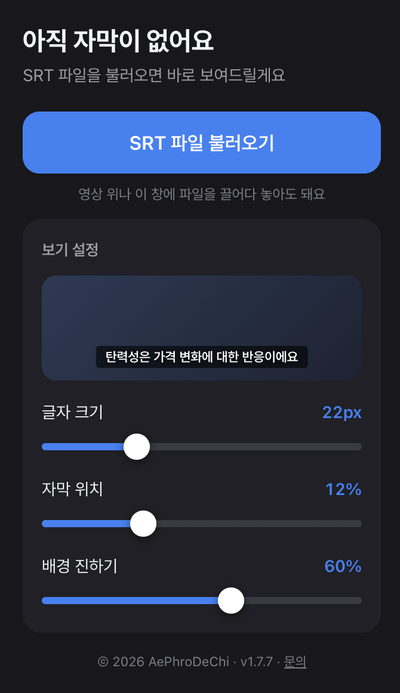 아직 자막이 없어요
SRT 파일을 불러오면 바로 보여드릴게요
SRT 파일 불러오기
영상 위나 이 창에 파일을 끌어다 놓아도 돼요
보기 설정
탄력성은 가격 변화에 대한 반응이에요
글자 크기 22px
자막 위치 12%
배경 진하기 60%
© 2026 AePhroDeChi · v1.7.7 · 문의